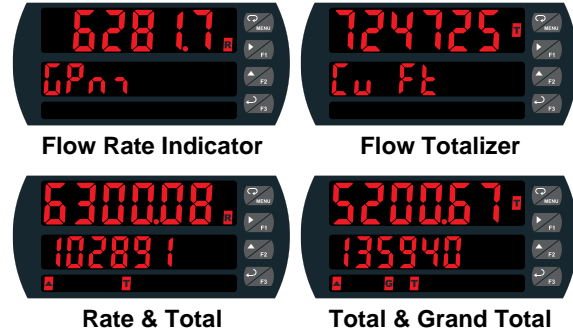 6281.7 R
GPm
MENU
F1
F2
F3
Flow Rate Indicator
724725 T
Cu Ft
MENU
F1
F2
F3
Flow Totalizer
6300.08 R
102891
T
MENU
F1
F2
F3
Rate & Total
5200.67 T
135940
G T
MENU
F1
F2
F3
Total & Grand Total